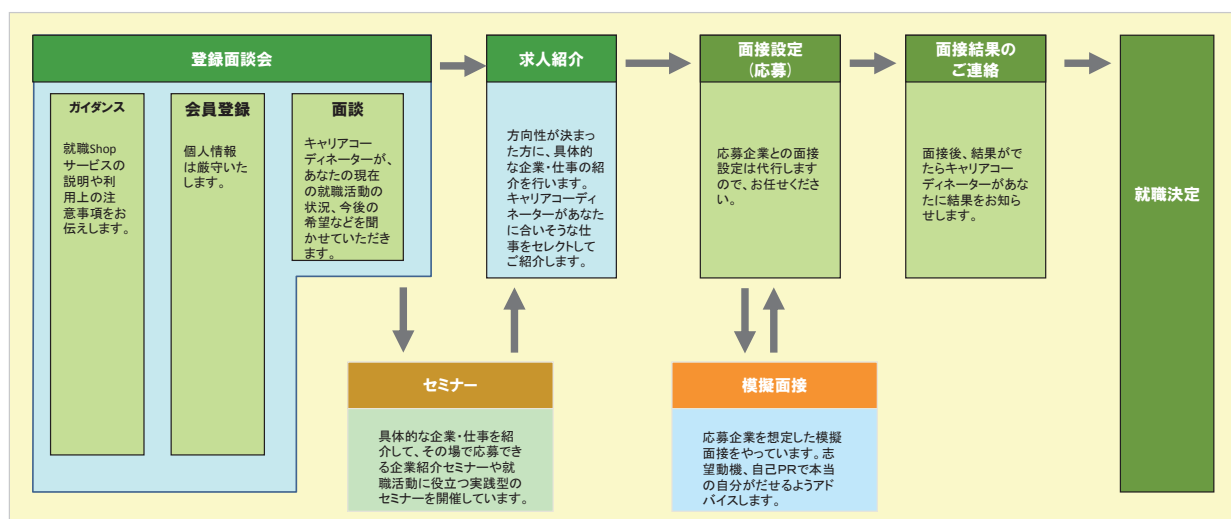 登録面談会
ガイダンス
就職Shop
サービスの
説明や利
用上の注
意事項をお
伝えします。
会員登録
個人情報
は厳守いた
します。
面談
キャリアコー
ディネーターが、
あなたの現在
の就職活動の
状況、今後の
希望などを聞
かせていただき
ます。
求人紹介
方向性が決まっ
た方に、具体的
な企業・仕事の紹
介を行います。
キャリアコーディ
ネーターがあなた
に合いそうな仕
事をセレクトして
ご紹介します。
面接設定
(応募)
応募企業との面接
設定は代行します
ので、お任せくださ
い。
面接結果の
ご連絡
面接後、結果がで
たらキャリアコー
ディネーターがあな
たに結果をお知ら
せします。
就職決定
セミナー
具体的な企業・仕事を紹
介して、その場で応募でき
る企業紹介セミナーや就
職活動に役立つ実践型の
セミナーを開催しています。
模擬面接
応募企業を想定した模擬
面接をやっています。志
望動機、自己PRで本当
の自分がだせるようアド
バイスします。